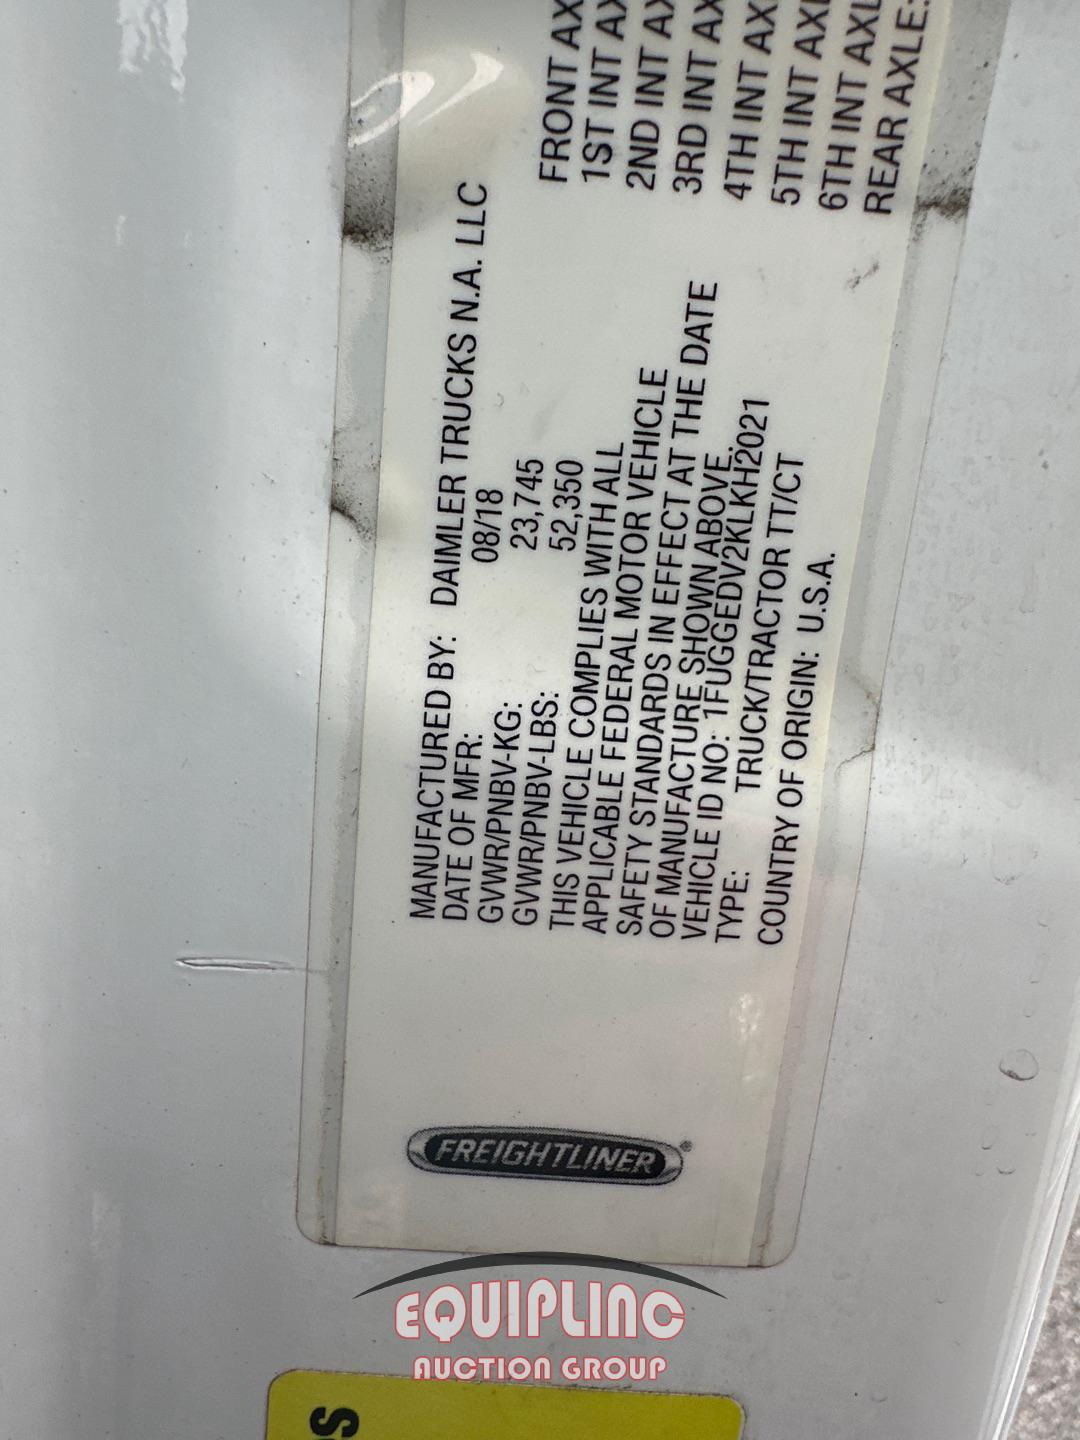 MANUFACTURED BY: DAIMLER TRUCKS N.A. LLC
DATE OF MFR: 08/18
GVWR/PNBV-KG: 23,745
GVWR/PNBV-LBS: 52,350
THIS VEHICLE COMPLIES WITH ALL
APPLICABLE FEDERAL MOTOR VEHICLE
SAFETY STANDARDS IN EFFECT AT THE DATE
OF MANUFACTURE SHOWN ABOVE.
VEHICLE ID NO: 1FUGGEDV2KLKH2021
TYPE: TRUCK/TRACTOR TT/CT
COUNTRY OF ORIGIN: U.S.A.
FRONT AX
1ST INT AX
2ND INT AX
3RD INT AX
4TH INT AX
5TH INT AXL
6TH INT AXL
REAR AXLE:
FREIGHTLINER®
EQUIPLINC
AUCTION GROUP